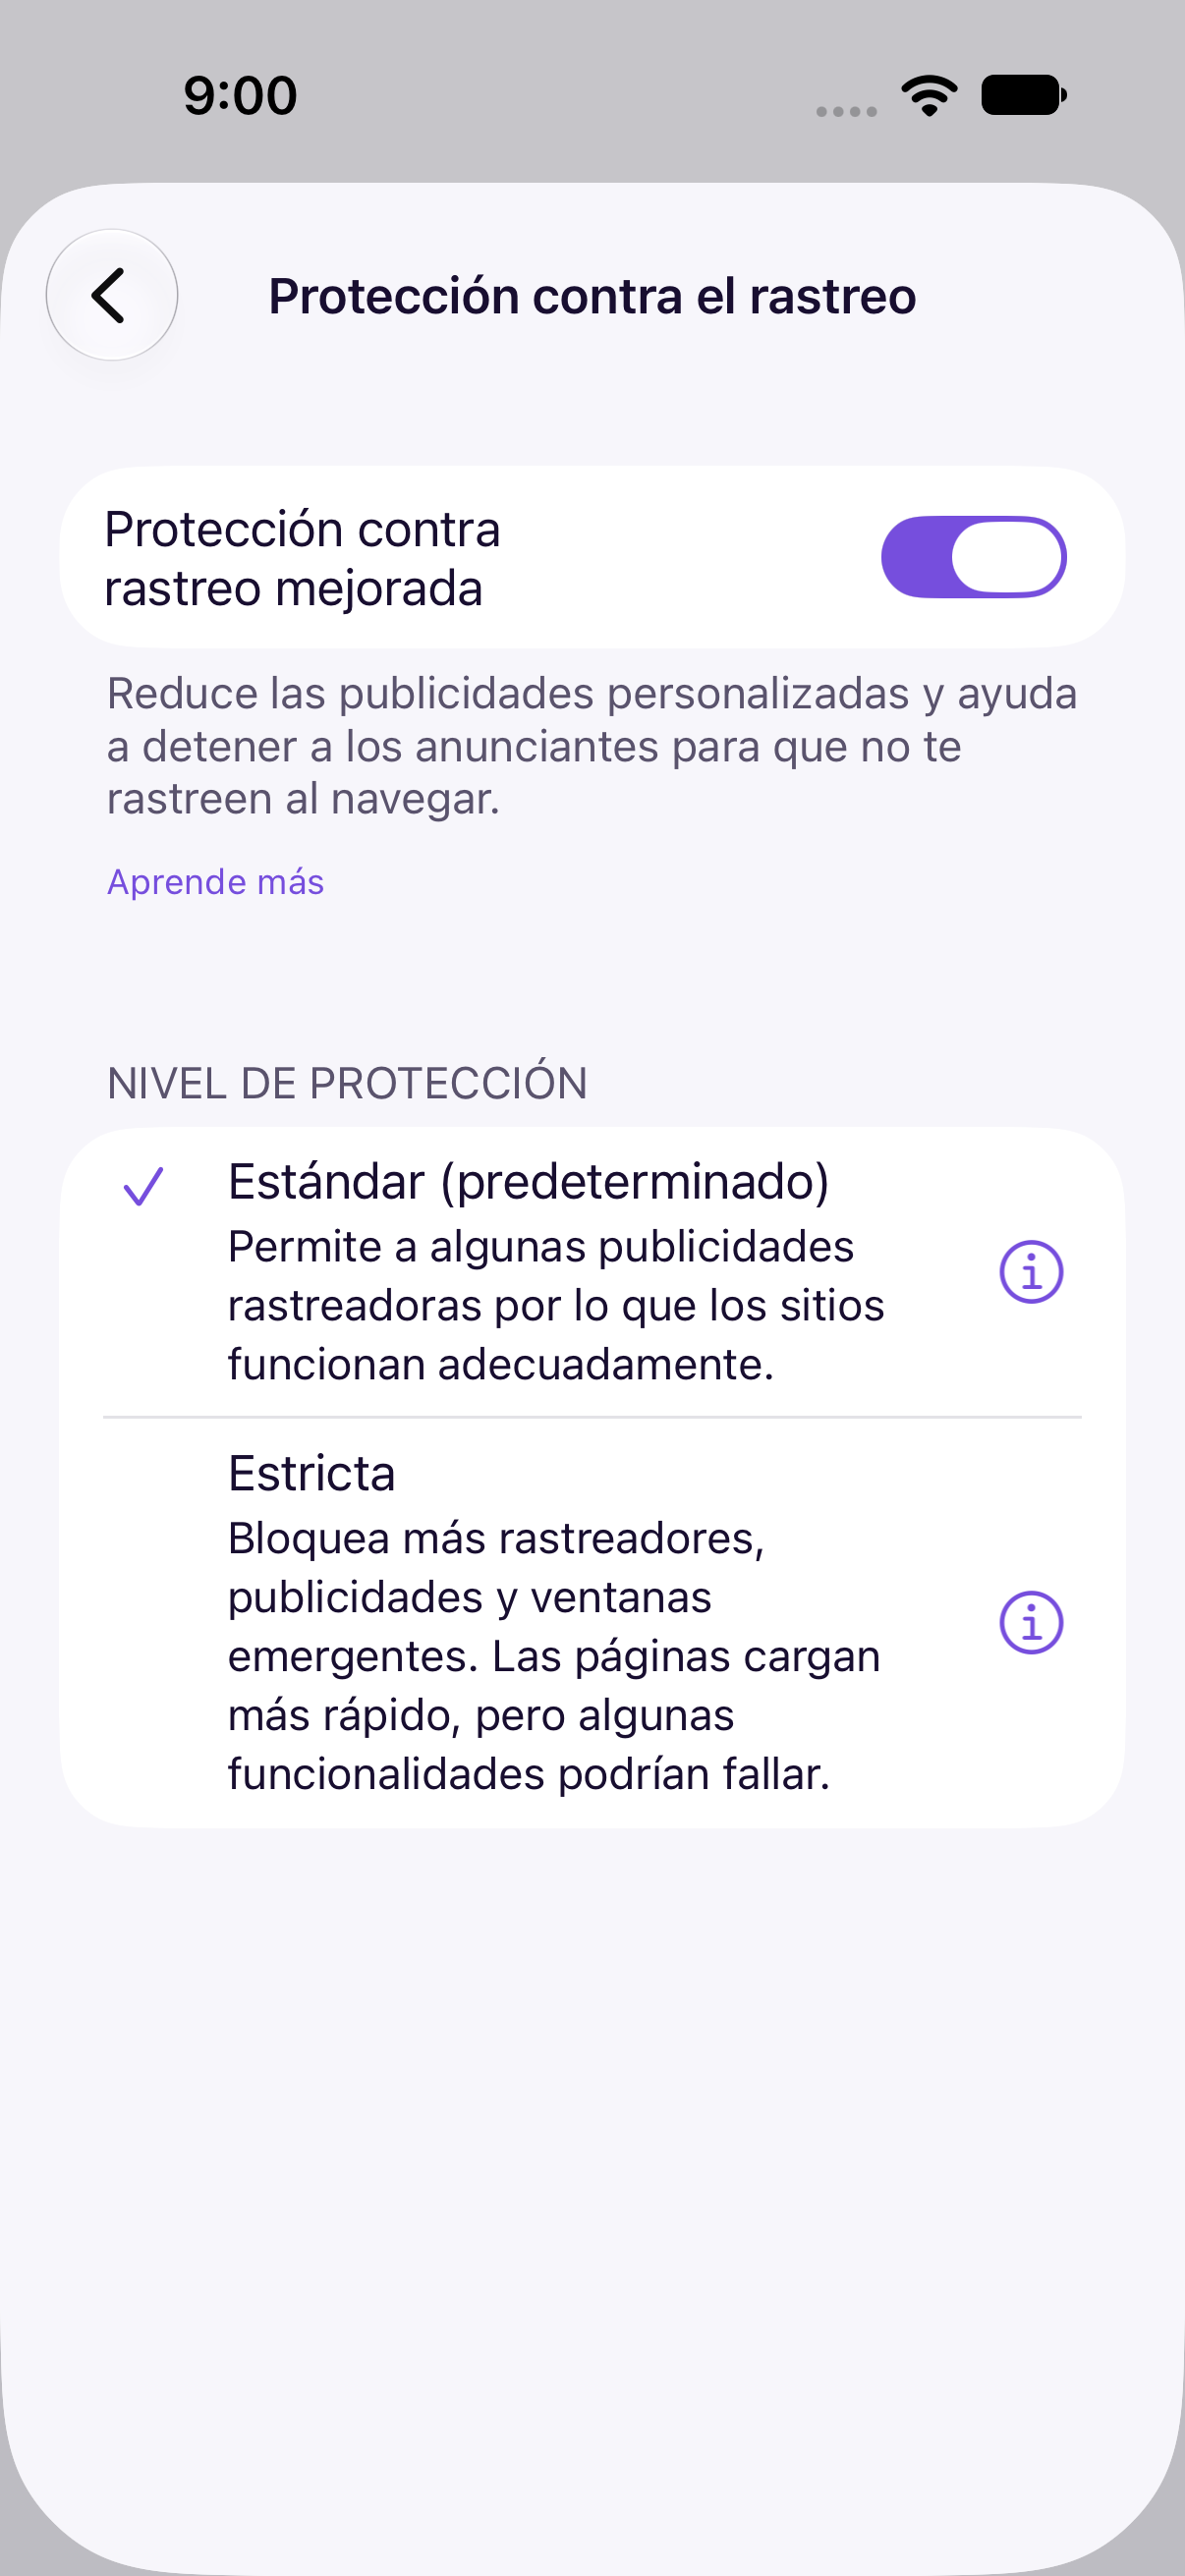 9:00
Protección contra el rastreo
Protección contra
rastreo mejorada
Reduce las publicidades personalizadas y ayuda
a detener a los anunciantes para que no te
rastreen al navegar.
Aprende más
NIVEL DE PROTECCIÓN
Estándar (predeterminado)
Permite a algunas publicidades
rastreadoras por lo que los sitios
funcionan adecuadamente.
Estricta
Bloquea más rastreadores,
publicidades y ventanas
emergentes. Las páginas cargan
más rápido, pero algunas
funcionalidades podrían fallar.